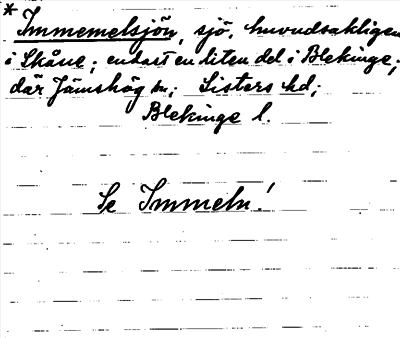 * Immemelsjön, sjö, huvudsakligen
i Skåne; endast en liten del i Blekinge;
där Jämshög sn; Listers hd;
Blekinge l.
Se Immeln!